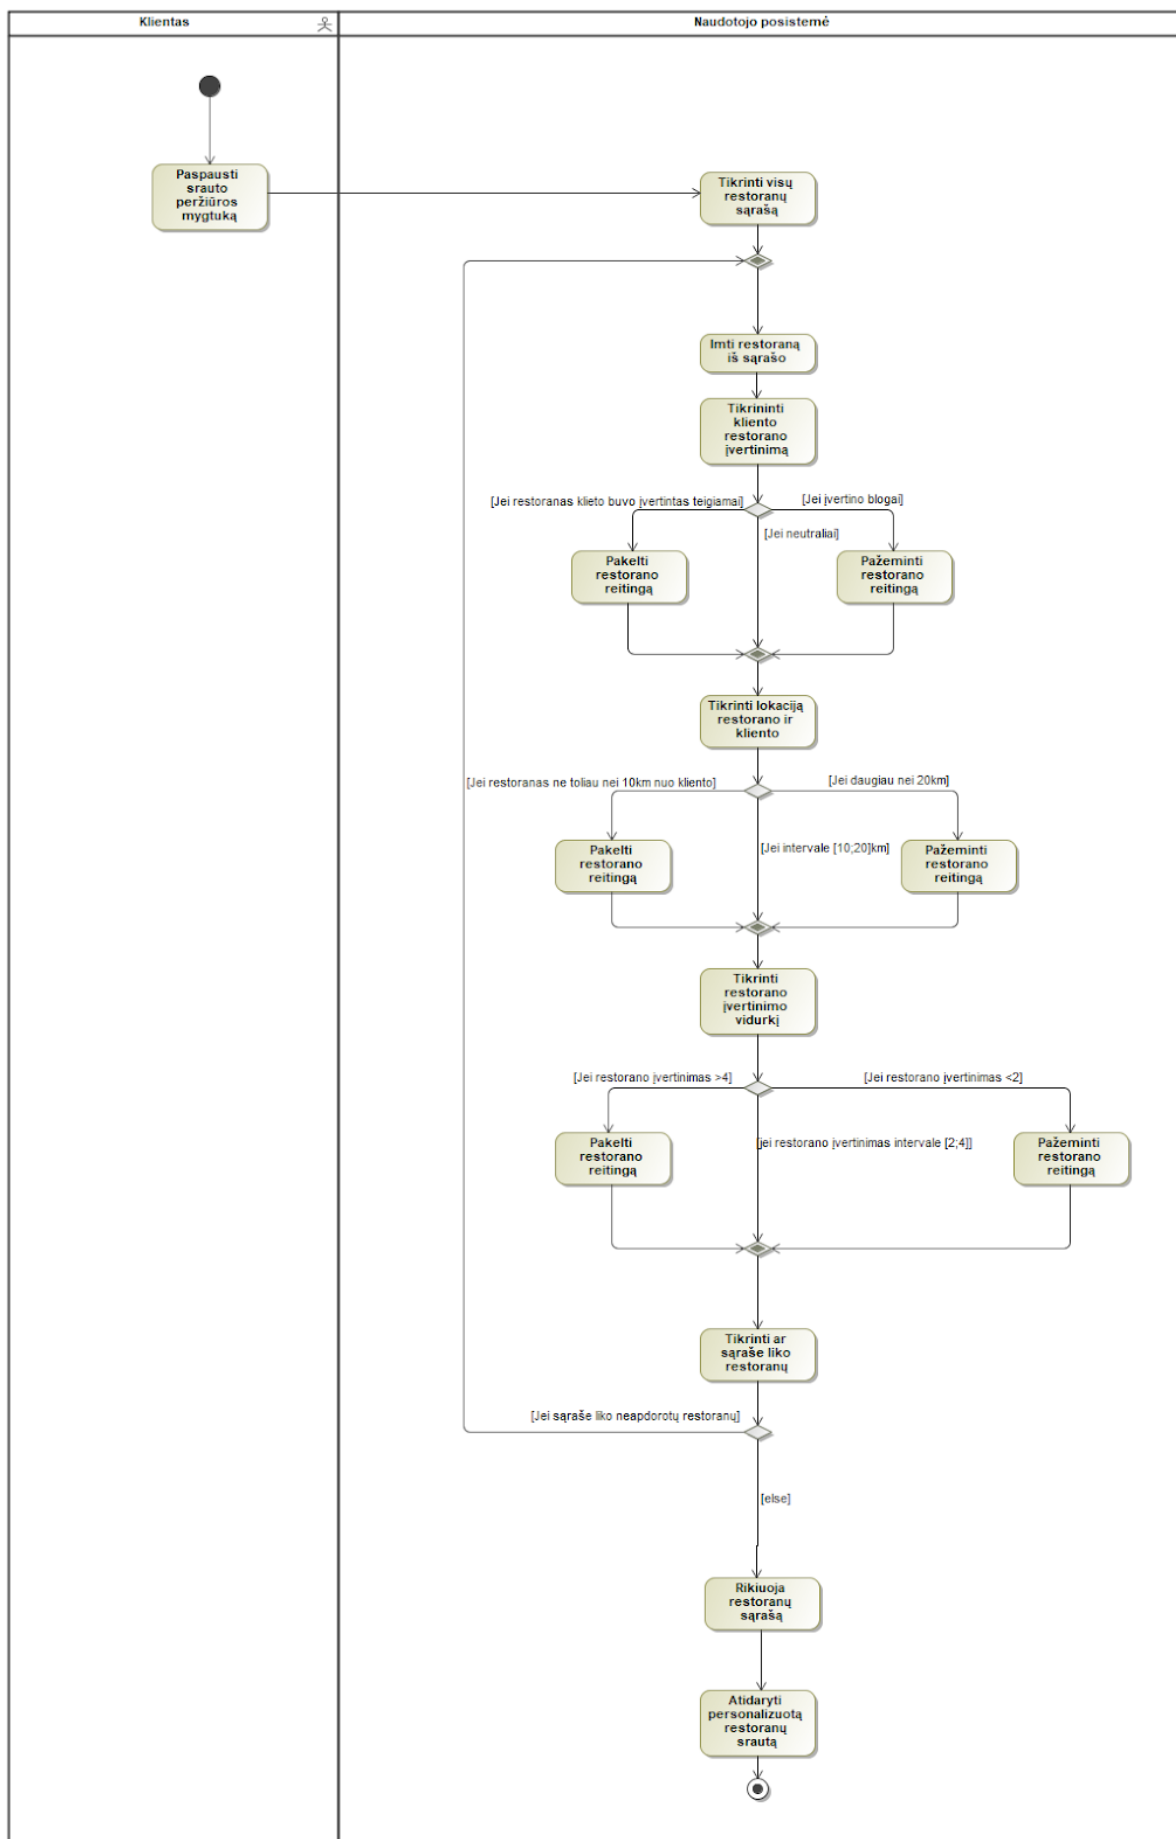 Klientas
Naudotojo posistemė
Paspausti
srauto
peržiūros
mygtuką
Tikrinti visų
restoranų
sąrašą
Imti restoraną
iš sąrašo
Tikrininti
kliento
restorano
įvertinimą
[Jei restoranas klieto buvo įvertintas teigiamai]
[Jei įvertino blogai]
[Jei neutraliai]
Pakelti
restorano
reitingą
Pažeminti
restorano
reitingą
Tikrinti lokaciją
restorano ir
kliento
[Jei restoranas ne toliau nei 10km nuo kliento]
[Jei daugiau nei 20km]
[Jei intervale [10;20]km]
Pakelti
restorano
reitingą
Pažeminti
restorano
reitingą
Tikrinti
restorano
įvertinimo
vidurkį
[Jei restorano įvertinimas >4]
[Jei restorano įvertinimas <2]
[jei restorano įvertinimas intervale [2;4]]
Pakelti
restorano
reitingą
Pažeminti
restorano
reitingą
Tikrinti ar
sąraše liko
restoranų
[Jei sąraše liko neapdorotų restoranų]
[else]
Rikiuoja
restoranų
sąrašą
Atidaryti
personalizuotą
restoranų
srautą